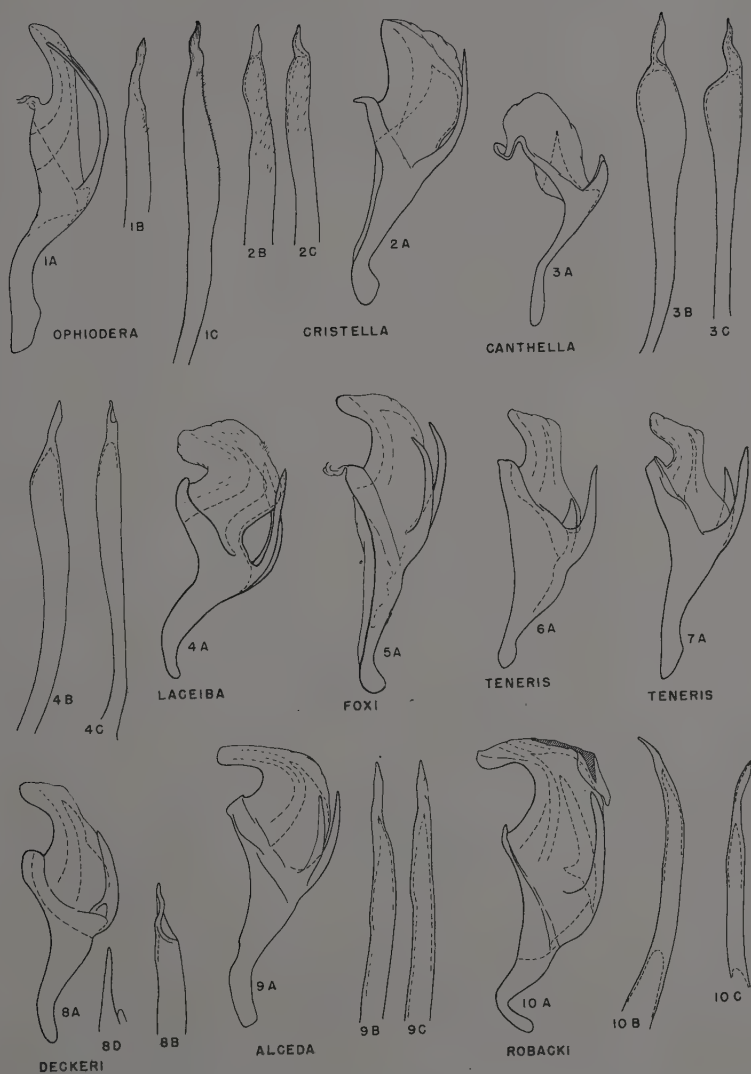 1A
OPHIODERA
1B
1C
2B
2C
CRISTELLA
2A
3A
CANTHELLA
3B
3C
4B
4C
4A
LACEIBA
5A
FOXI
6A
TENERIS
7A
TENERIS
8A
DECKERI
8D
8B
9A
ALCEDA
9B
9C
10A
ROBACKI
10B
10C